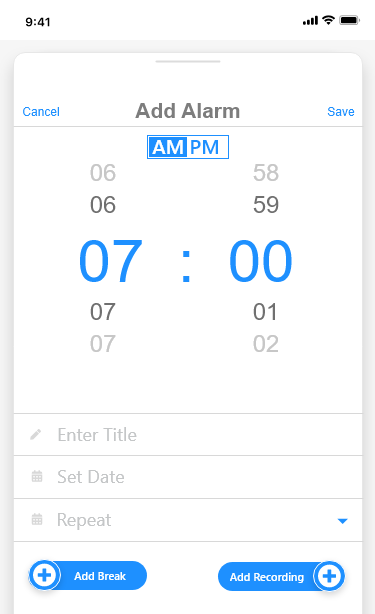 9:41
Cancel Add Alarm Save
AM PM
06 58
06 59
07 : 00
07 01
07 02
Enter Title
Set Date
Repeat
Add Break Add Recording